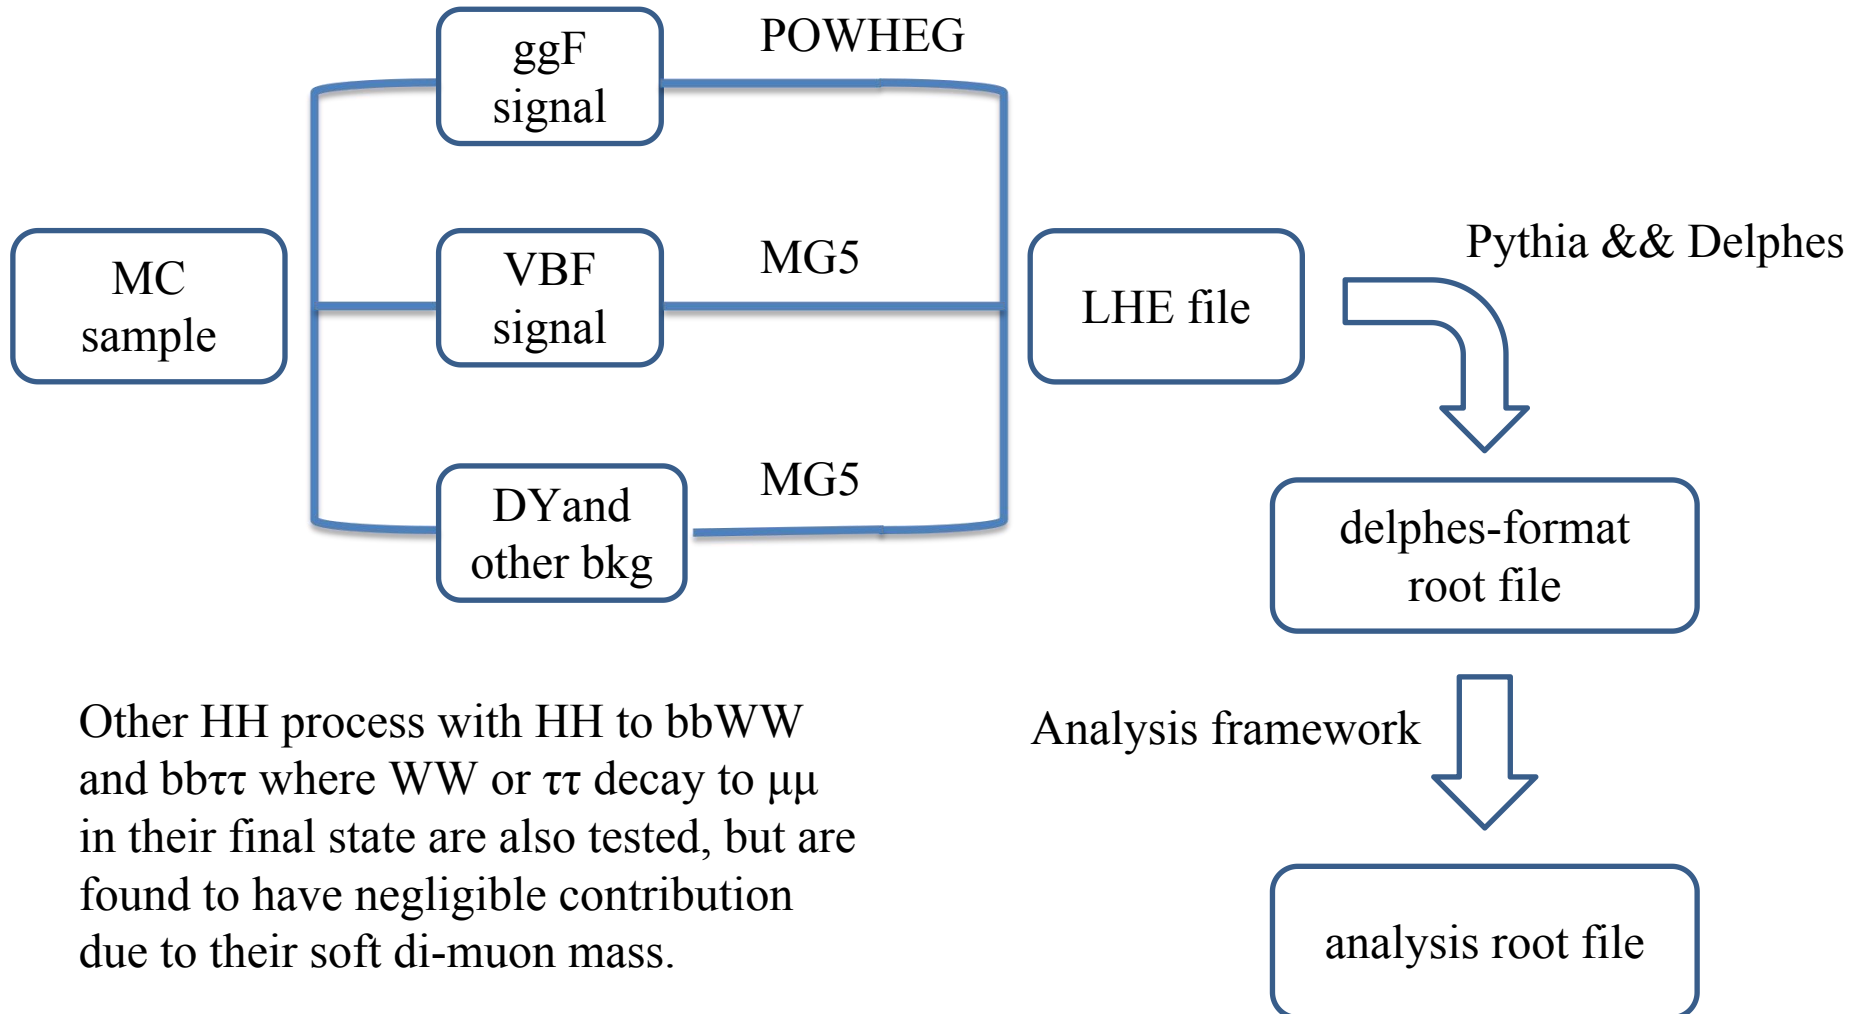 ggF
signal
POWHEG
MC
sample
VBF
signal
MG5
LHE file
Pythia && Delphes
DYand
other bkg
MG5
delphes-format
root file
Other HH process with HH to bbWW
and bbττ where WW or ττ decay to μμ
in their final state are also tested, but are
found to have negligible contribution
due to their soft di-muon mass.
Analysis framework
analysis root file